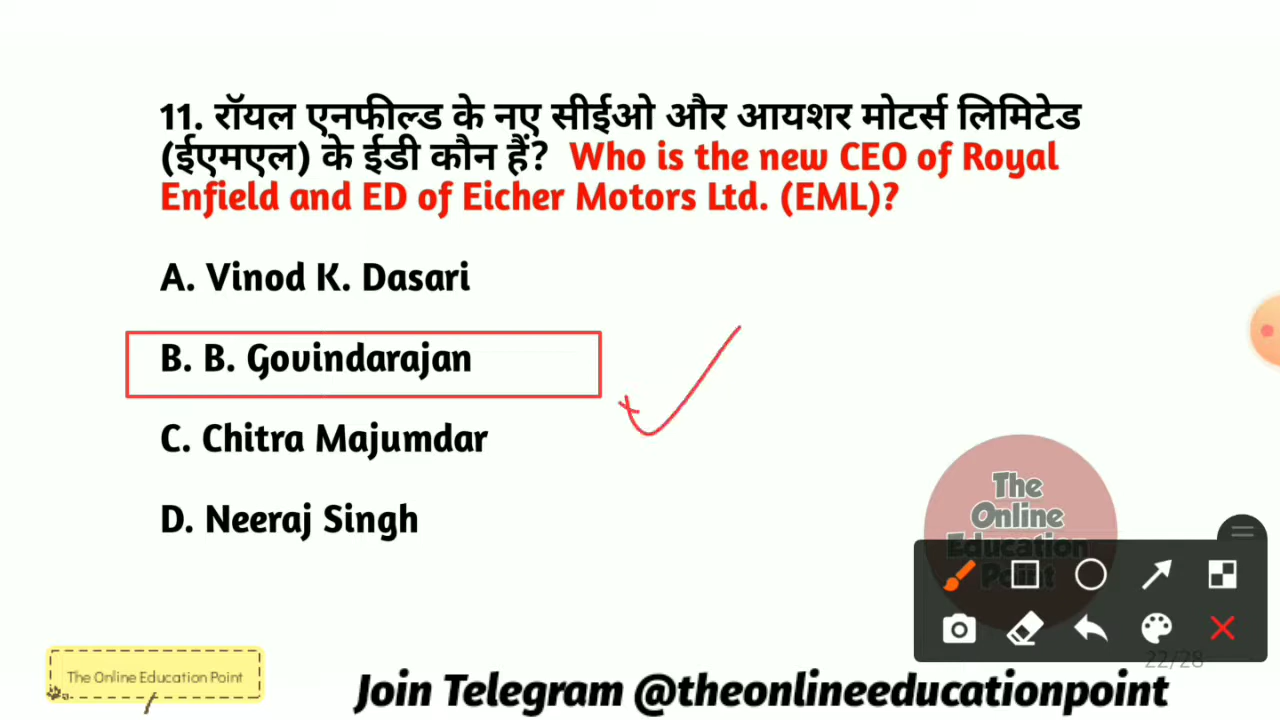 11. रॉयल एनफील्ड के नए सीईओ और आयशर मोटर्स लिमिटेड
(ईएमएल) के ईडी कौन हैं? Who is the new CEO of Royal
Enfield and ED of Eicher Motors Ltd. (EML)?
A. Vinod K. Dasari
B. B. Govindarajan
C. Chitra Majumdar
D. Neeraj Singh
The
Online
Education
Point
22/28
The Online Education Point
Join Telegram @theonlineeducationpoint